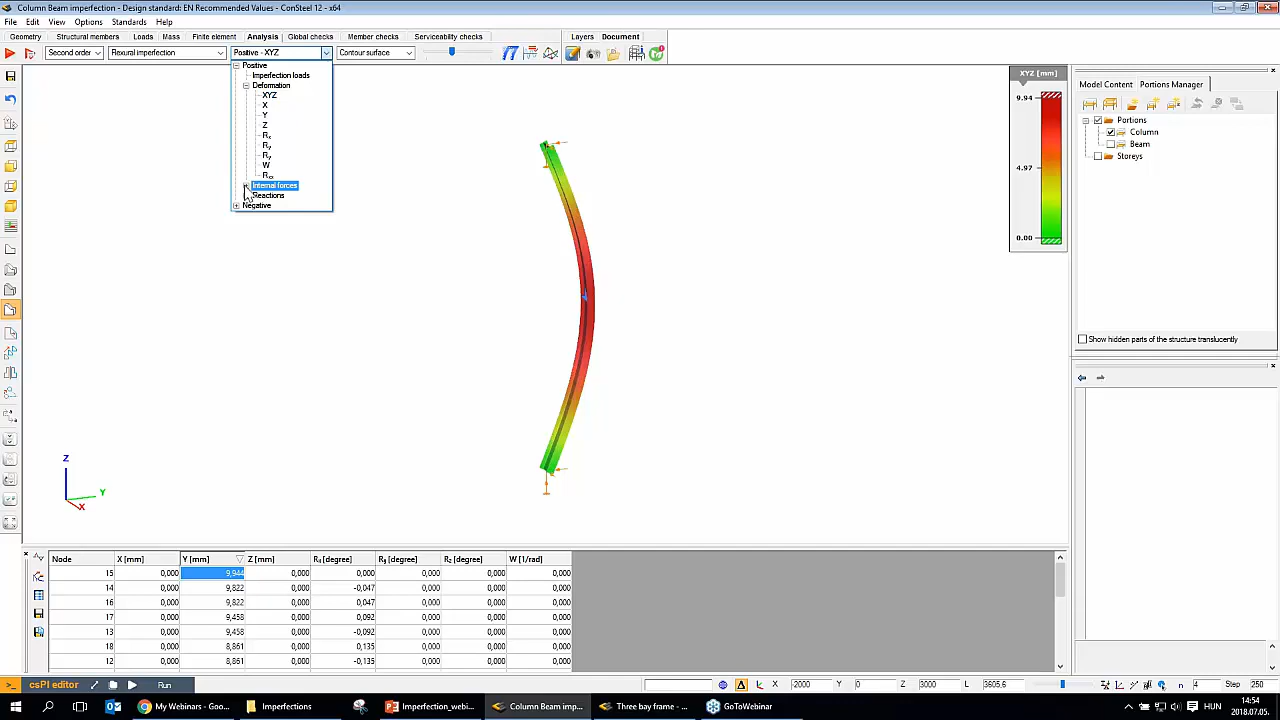 Column Beam imperfection - Design standard: EN Recommended Values - ConSteel 12 - x64
File Edit View Options Standards Help
Geometry Structural members Loads Mass Finite element Analysis Global checks Member checks Serviceability checks Layers Document
Second order Flexural imperfection Positive - XYZ Contour surface
Positive
Imperfection loads
Deformation
XYZ
X
Y
Z
Rx
Ry
Ry
W
Rxx
Internal forces
Reactions
Negative
XYZ [mm]
9.94
4.97
0.00
Model Content Portions Manager
Portions
Column
Beam
Storeys
Show hidden parts of the structure translucently
Z
Y
X
Node X [mm] Y [mm] Z [mm] Rx [degree] Ry [degree] Rz [degree] W [1/rad]
15 0,000 9,944 0,000 0,000 0,000 0,000 0,000
14 0,000 9,822 0,000 -0,047 0,000 0,000 0,000
16 0,000 9,822 0,000 0,047 0,000 0,000 0,000
17 0,000 9,458 0,000 0,092 0,000 0,000 0,000
13 0,000 9,458 0,000 -0,092 0,000 0,000 0,000
18 0,000 8,861 0,000 0,135 0,000 0,000 0,000
12 0,000 8,861 0,000 -0,135 0,000 0,000 0,000
csPI editor Run X -2000 Y 0 Z 3000 L 3605,6 n 4 Step 250
My Webinars - Goo... Imperfections Imperfection_webi... Column Beam imp... Three bay frame - ... GoToWebinar HUN 14:54
2018.07.05.